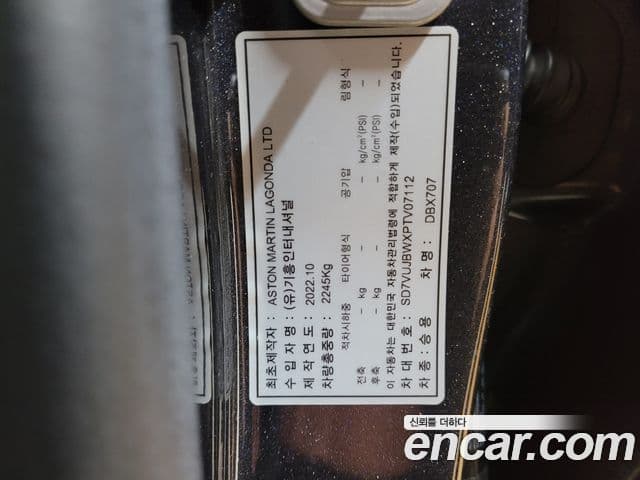 최초제작자 : ASTON MARTIN LAGONDA LTD
수 입 자 명 : (유)기흥인터내셔널
제 작 연 도 : 2022.10
차량총중량 : 2245Kg
적차시하중 타이어형식 공기압 림형식
전축 – kg – – kg/cm²(PSI) –
후축 – kg – – kg/cm²(PSI) –
이 자동차는 대한민국 자동차관리법령에 적합하게 제작(수입)되었습니다.
차 대 번 호 : SD7VUJBWXPTV07112
차 종 : 승용 차 명 : DBX707
신뢰를 더하다
encar.com